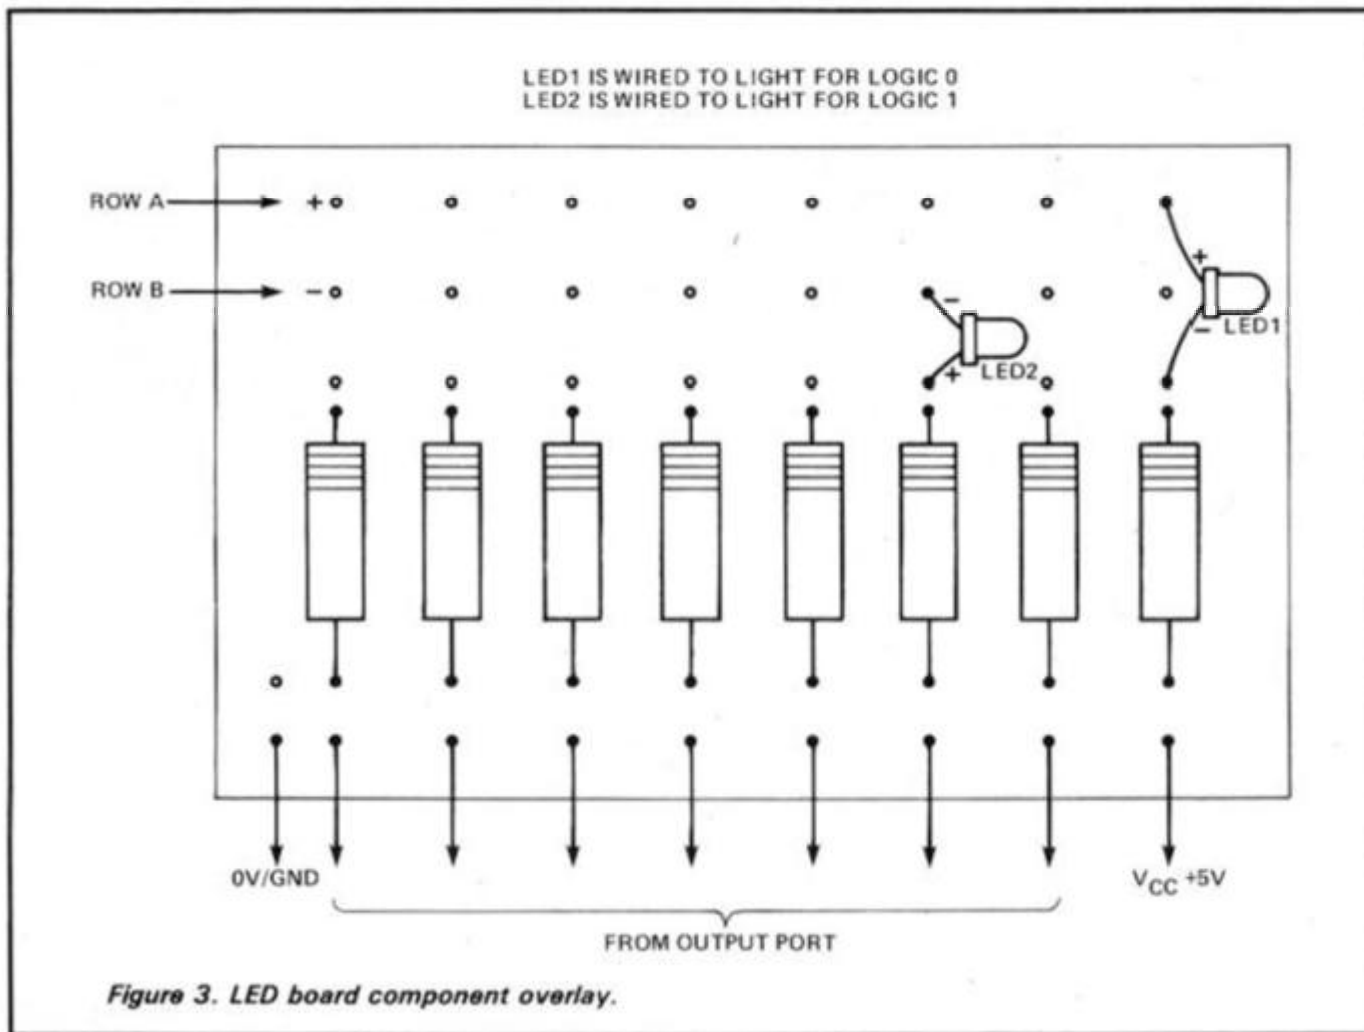 LED1 IS WIRED TO LIGHT FOR LOGIC 0
LED2 IS WIRED TO LIGHT FOR LOGIC 1
ROW A
+
ROW B
−
+
− LED1
−
+ LED2
0V/GND
VCC +5V
FROM OUTPUT PORT
Figure 3. LED board component overlay.